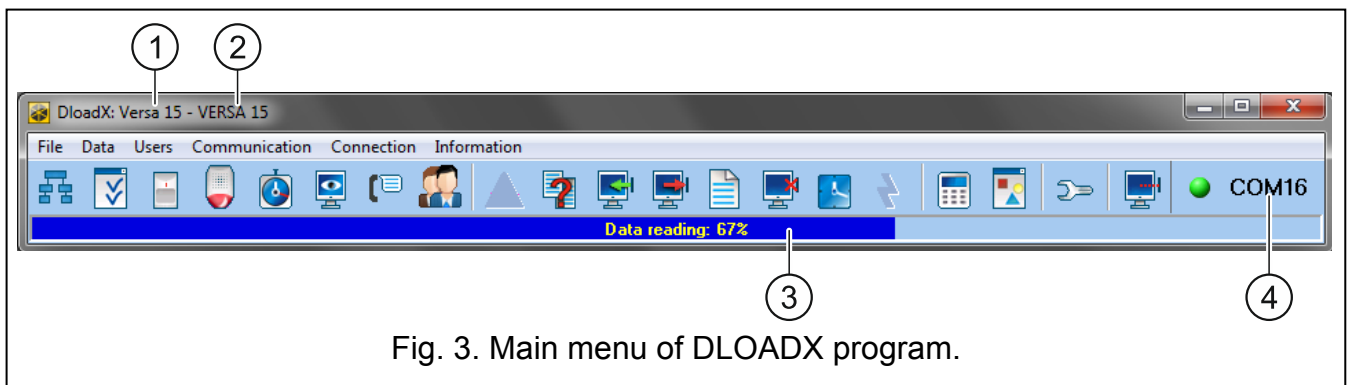 1 2
DloadX: Versa 15 - VERSA 15
File Data Users Communication Connection Information
COM16
Data reading: 67%
3 4
Fig. 3. Main menu of DLOADX program.